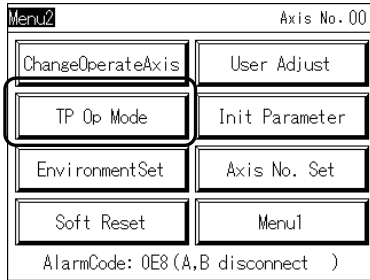 Menu2 Axis No.00
ChangeOperateAxis User Adjust
TP Op Mode Init Parameter
EnvironmentSet Axis No. Set
Soft Reset Menu1
AlarmCode: 0E8(A,B disconnect )